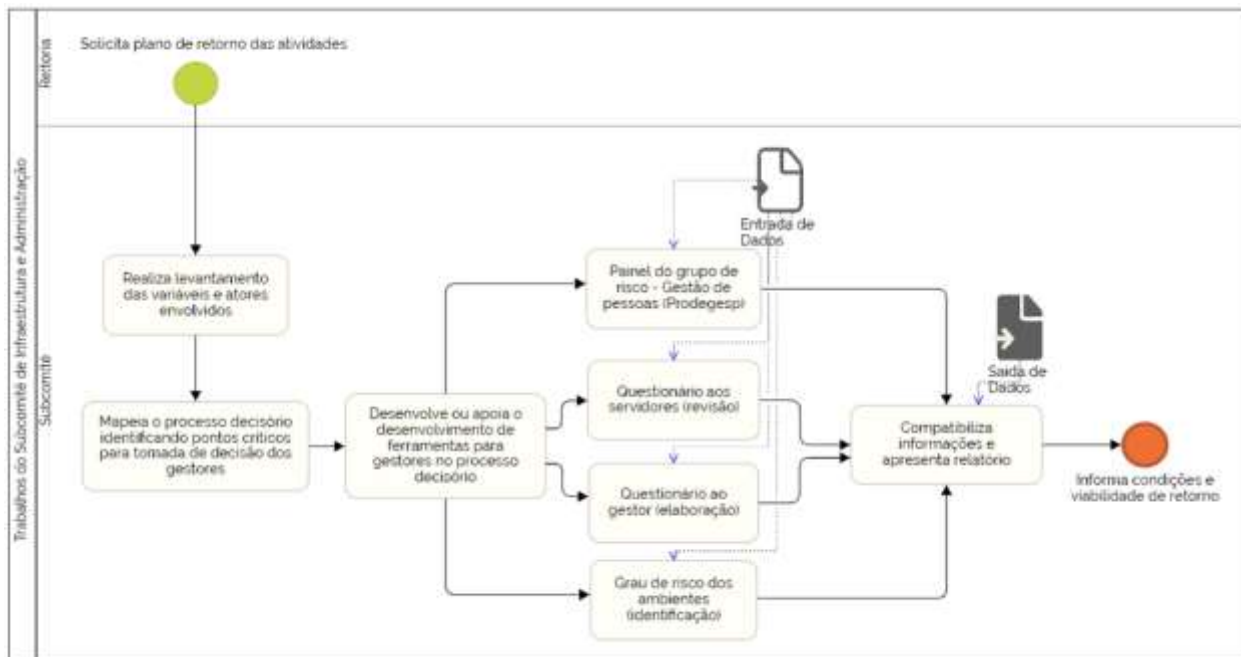 Trabalhos do Subcomitê de Infraestrutura e Administração
Reitoria
Solicita plano de retorno das atividades
Subcomitê
Realiza levantamento
das variáveis e atores
envolvidos
Mapeia o processo decisório
identificando pontos críticos
para tomada de decisão dos
gestores
Desenvolve ou apoia o
desenvolvimento de
ferramentas para
gestores no processo
decisório
Entrada de
Dados
Painel do grupo de
risco - Gestão de
pessoas (Prodegesp)
Questionário aos
servidores (revisão)
Questionário ao
gestor (elaboração)
Grau de risco dos
ambientes
(identificação)
Saída de
Dados
Compatibiliza
informações e
apresenta relatório
Informa condições e
viabilidade de retorno